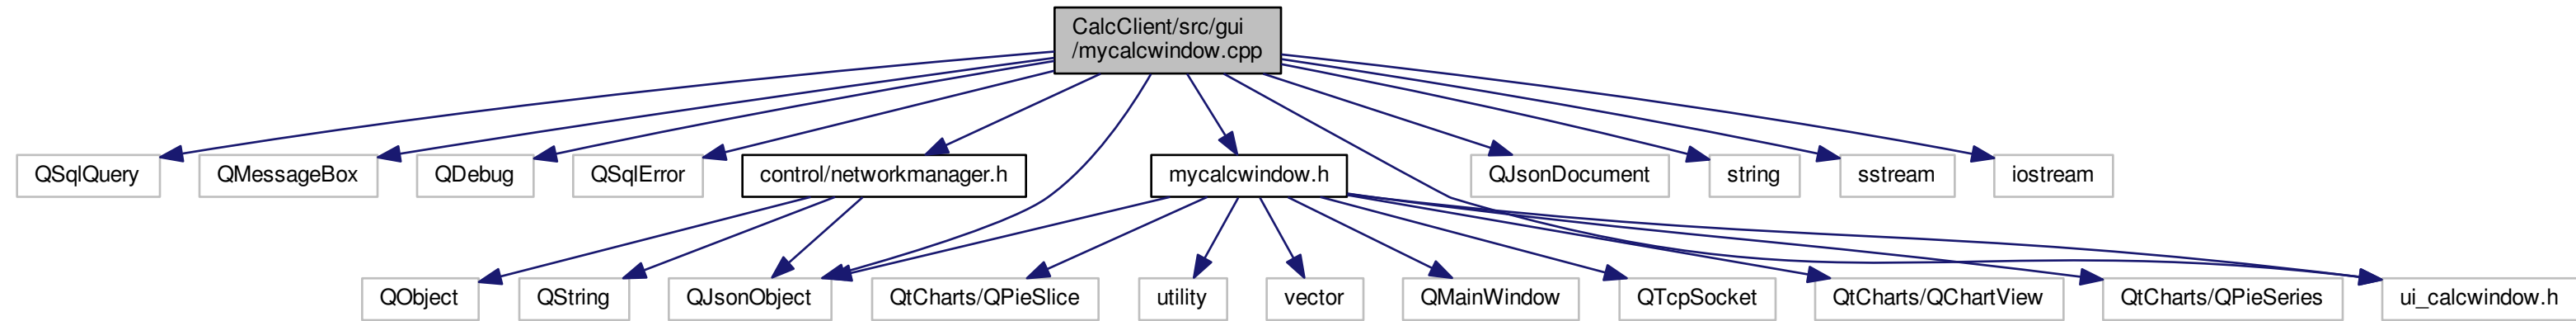 CalcClient/src/gui
/mycalcwindow.cpp
QSqlQuery
QMessageBox
QDebug
QSqlError
control/networkmanager.h
mycalcwindow.h
QJsonDocument
string
sstream
iostream
QObject
QString
QJsonObject
QtCharts/QPieSlice
utility
vector
QMainWindow
QTcpSocket
QtCharts/QChartView
QtCharts/QPieSeries
ui_calcwindow.h